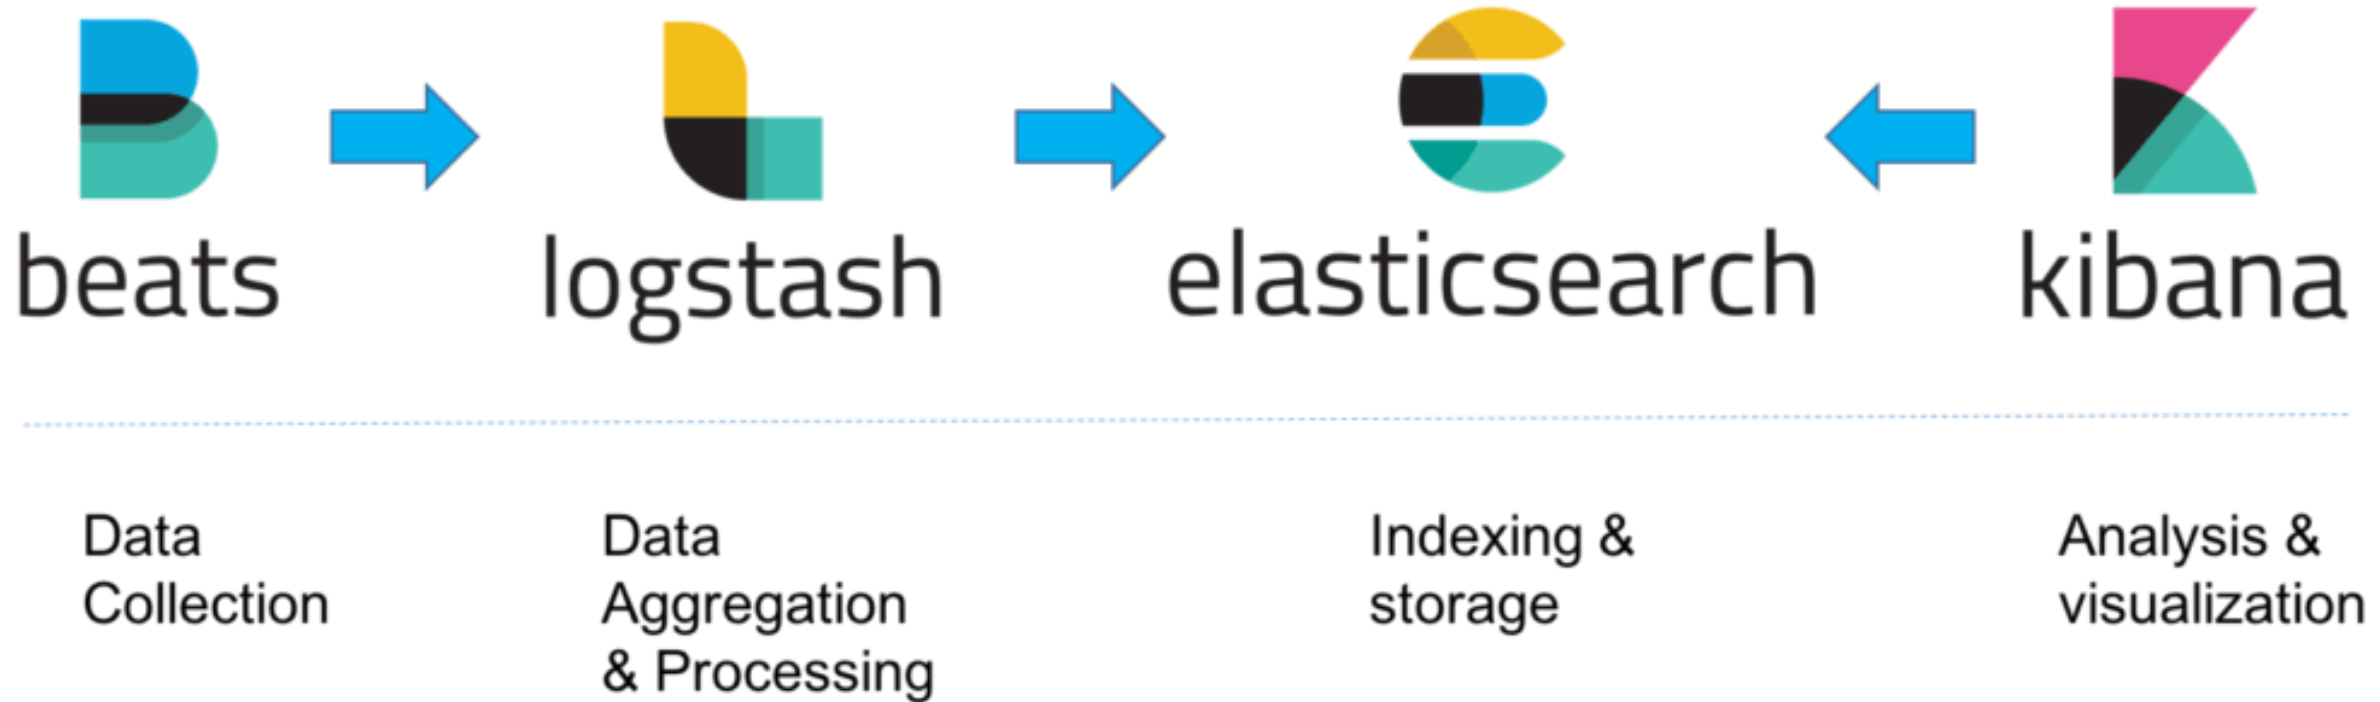 beats
logstash
elasticsearch
kibana
Data
Collection
Data
Aggregation
& Processing
Indexing &
storage
Analysis &
visualization